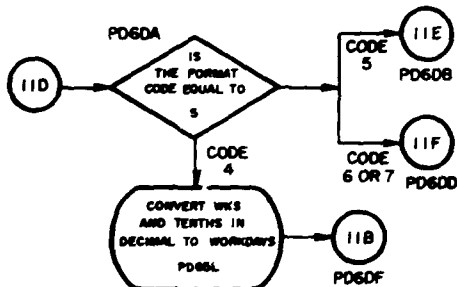 PD6DA
11D
IS
THE FORMAT
CODE EQUAL TO
5
CODE
5
11E
PD6DB
CODE
6 OR 7
11F
PD6DD
CODE
4
CONVERT WKS
AND TENTHS IN
DECIMAL TO WORKDAYS
PD65L
11B
PD6DF